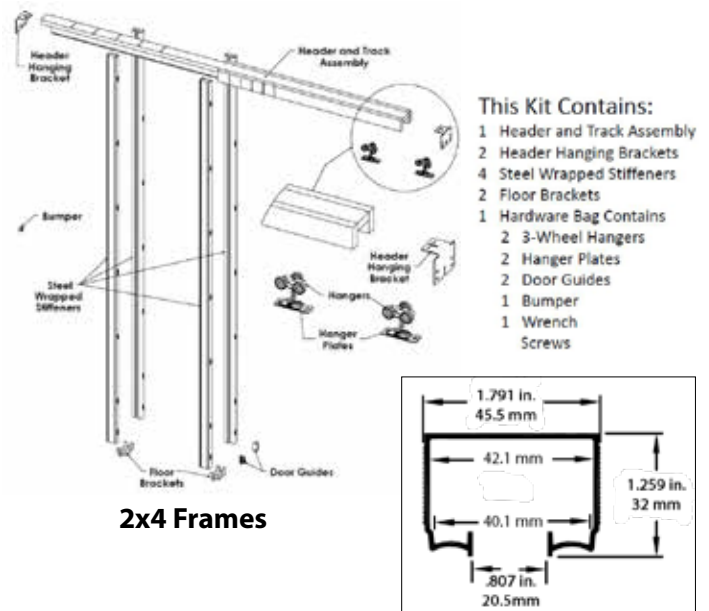 Header
Hanging
Bracket
Header and Track
Assembly
Bumper
Steel
Wrapped
Stiffeners
Header
Hanging
Bracket
Hangers
Hanger
Plates
Floor
Brackets
Door Guides
2x4 Frames
This Kit Contains:
1 Header and Track Assembly
2 Header Hanging Brackets
4 Steel Wrapped Stiffeners
2 Floor Brackets
1 Hardware Bag Contains
2 3-Wheel Hangers
2 Hanger Plates
2 Door Guides
1 Bumper
1 Wrench
Screws
1.791 in.
45.5 mm
42.1 mm
40.1 mm
1.259 in.
32 mm
.807 in.
20.5mm